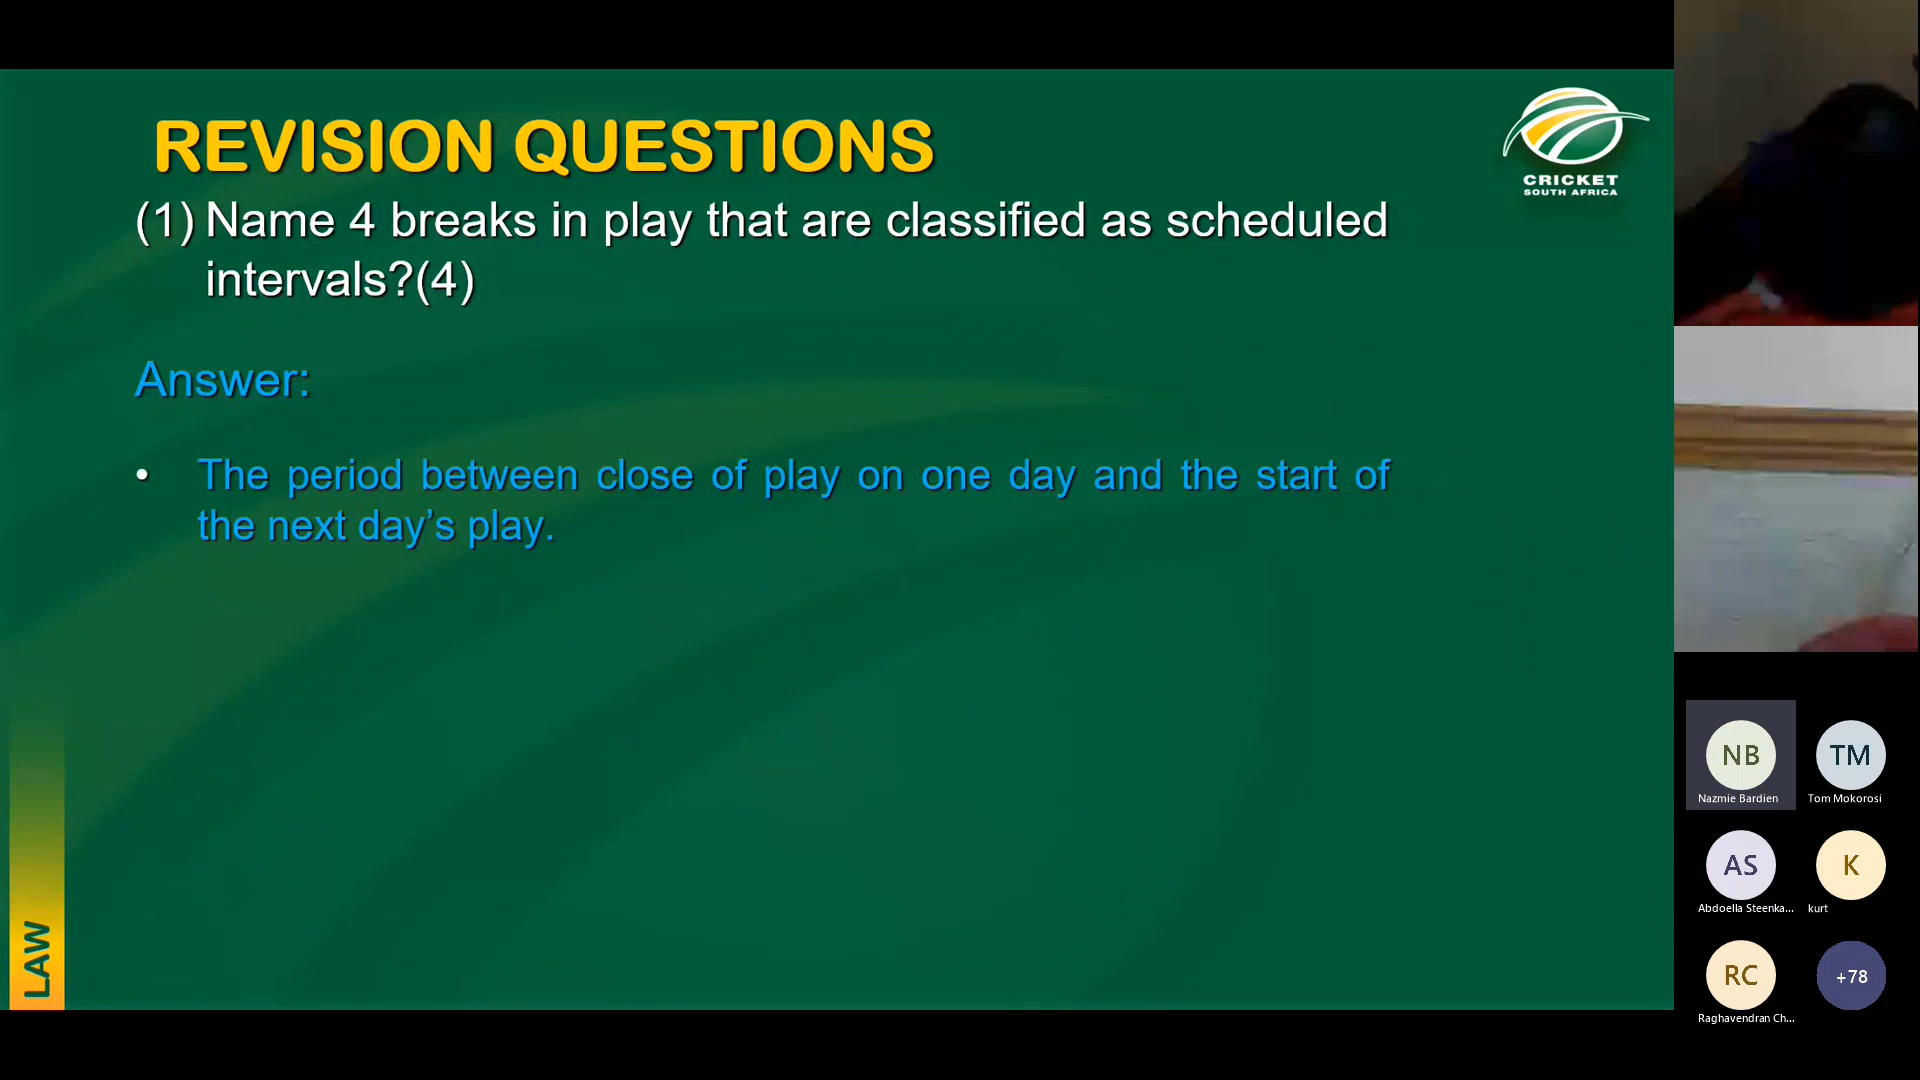 REVISION QUESTIONS
(1) Name 4 breaks in play that are classified as scheduled
intervals?(4)
Answer:
• The period between close of play on one day and the start of
the next day’s play.
CRICKET
SOUTH AFRICA
LAW
NB
Nazmie Bardien
TM
Tom Mokorosi
AS
Abdoella Steenka...
K
kurt
RC
Raghavendran Ch...
+78